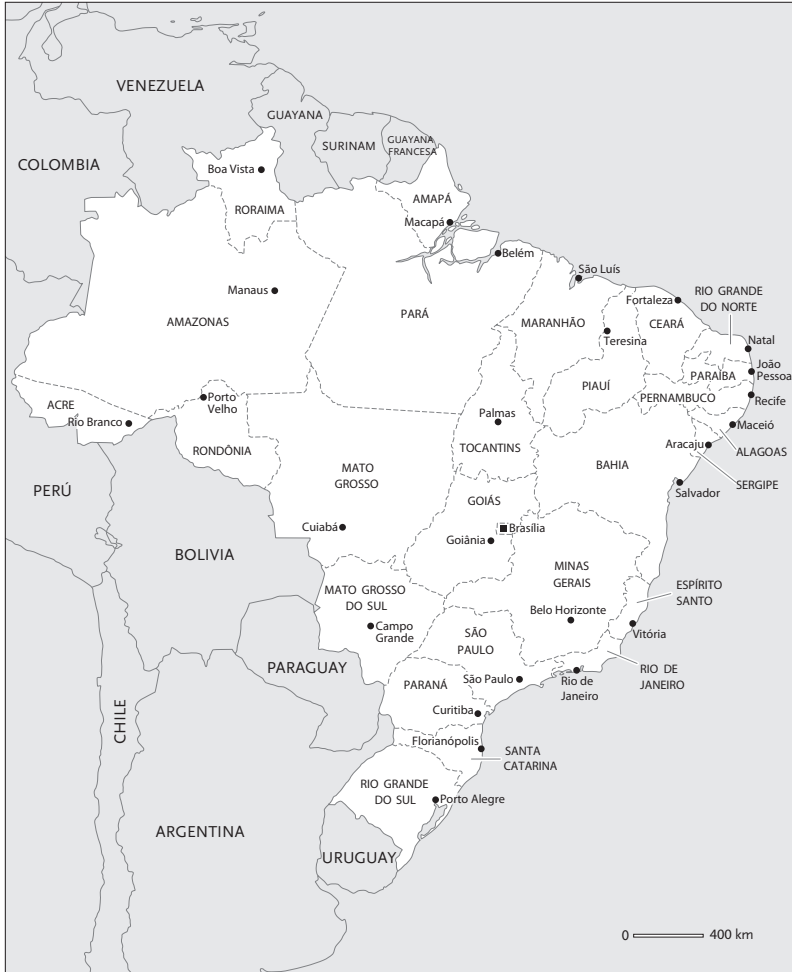 VENEZUELA
GUAYANA
SURINAM
GUAYANA
FRANCESA
COLOMBIA
Boa Vista
RORAIMA
AMAPÁ
Macapá
Belém
São Luís
Manaus
AMAZONAS
PARÁ
MARANHÃO
Fortaleza
CEARÁ
RIO GRANDE
DO NORTE
Teresina
Natal
João
Pessoa
PARAÍBA
PIAUÍ
PERNAMBUCO
Recife
ACRE
Rio Branco
Porto
Velho
Palmas
TOCANTINS
Maceió
ALAGOAS
Aracaju
SERGIPE
RONDÔNIA
MATO
GROSSO
BAHIA
Salvador
PERÚ
GOIÁS
Cuiabá
Brasília
Goiânia
BOLIVIA
MINAS
GERAIS
Belo Horizonte
ESPÍRITO
SANTO
MATO GROSSO
DO SUL
Campo
Grande
Vitória
SÃO
PAULO
São Paulo
RIO DE
JANEIRO
Rio de
Janeiro
PARAGUAY
PARANÁ
Curitiba
CHILE
Florianópolis
SANTA
CATARINA
RIO GRANDE
DO SUL
Porto Alegre
ARGENTINA
URUGUAY
0 400 km